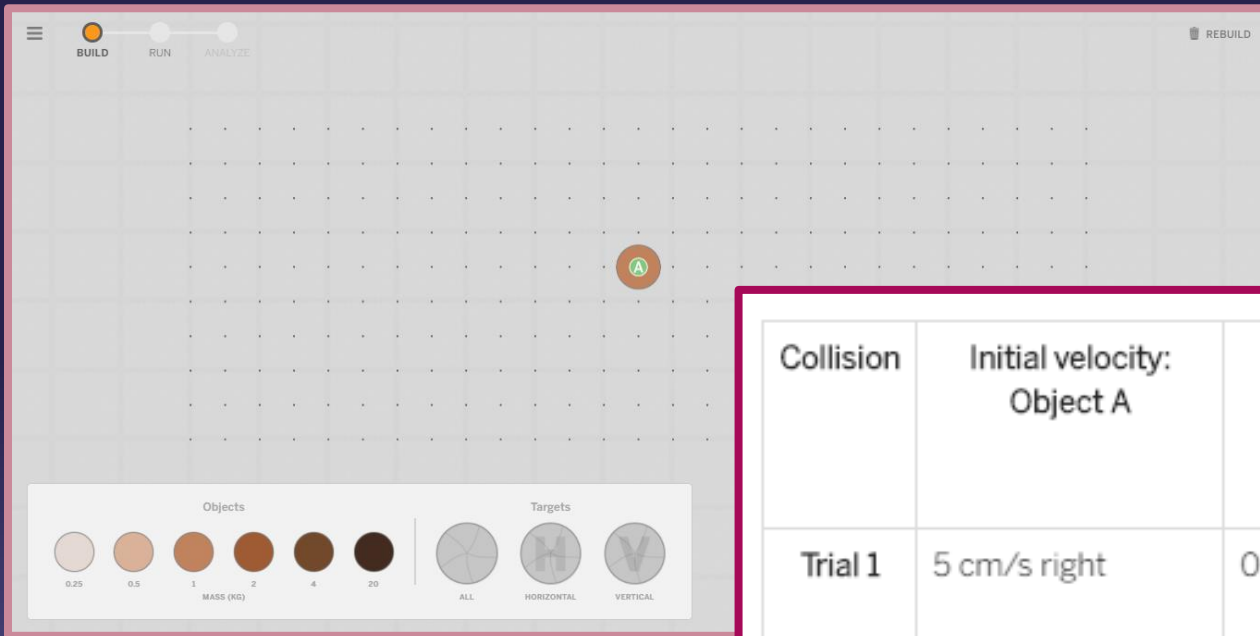 BUILD RUN ANALYZE REBUILD
A
Objects Targets
0.25 0.5 1 2 4 20
MASS (KG) ALL HORIZONTAL VERTICAL
H V
Collision Initial velocity:
Object A
Trial 1 5 cm/s right 0